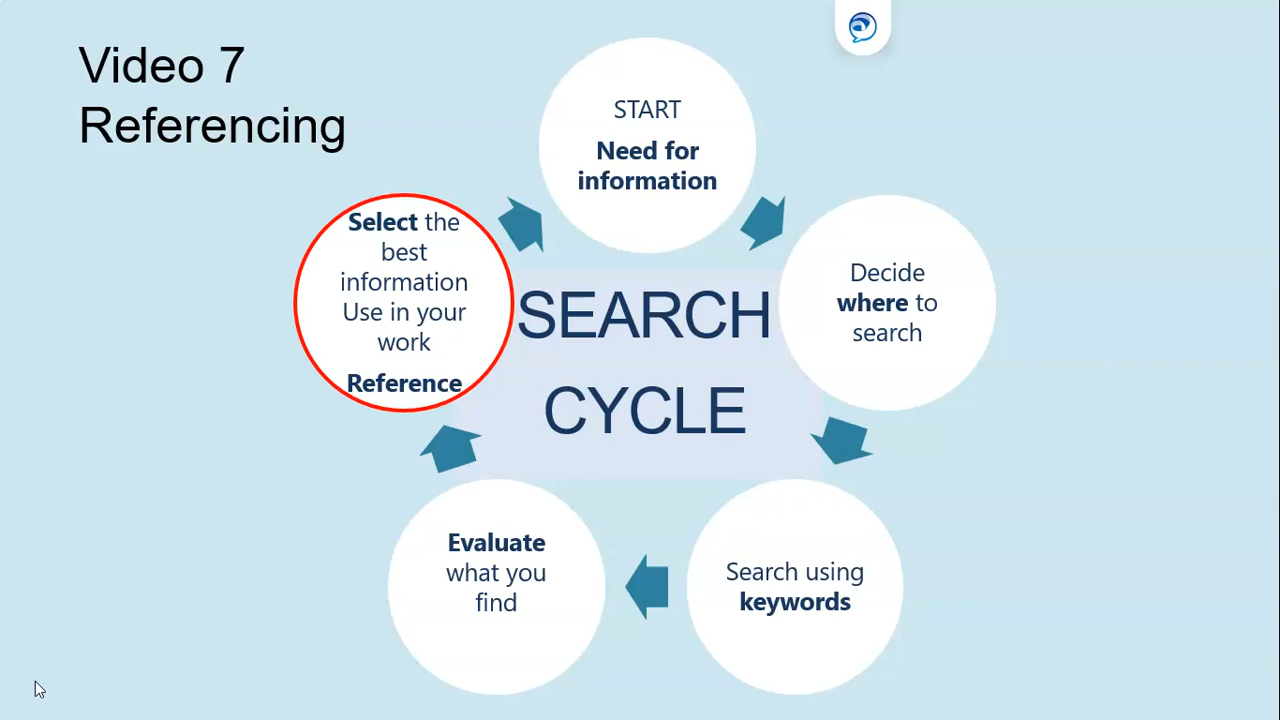 Video 7
Referencing
START
Need for
information
Decide
where to
search
Search using
keywords
Evaluate
what you
find
Select the
best
information
Use in your
work
Reference
SEARCH
CYCLE